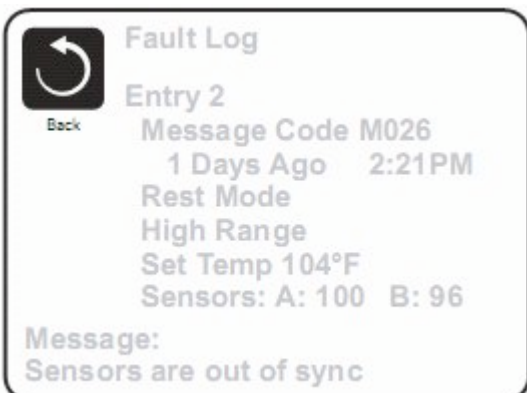 Fault Log
Back
Entry 2
Message Code M026
1 Days Ago 2:21PM
Rest Mode
High Range
Set Temp 104°F
Sensors: A: 100 B: 96
Message:
Sensors are out of sync